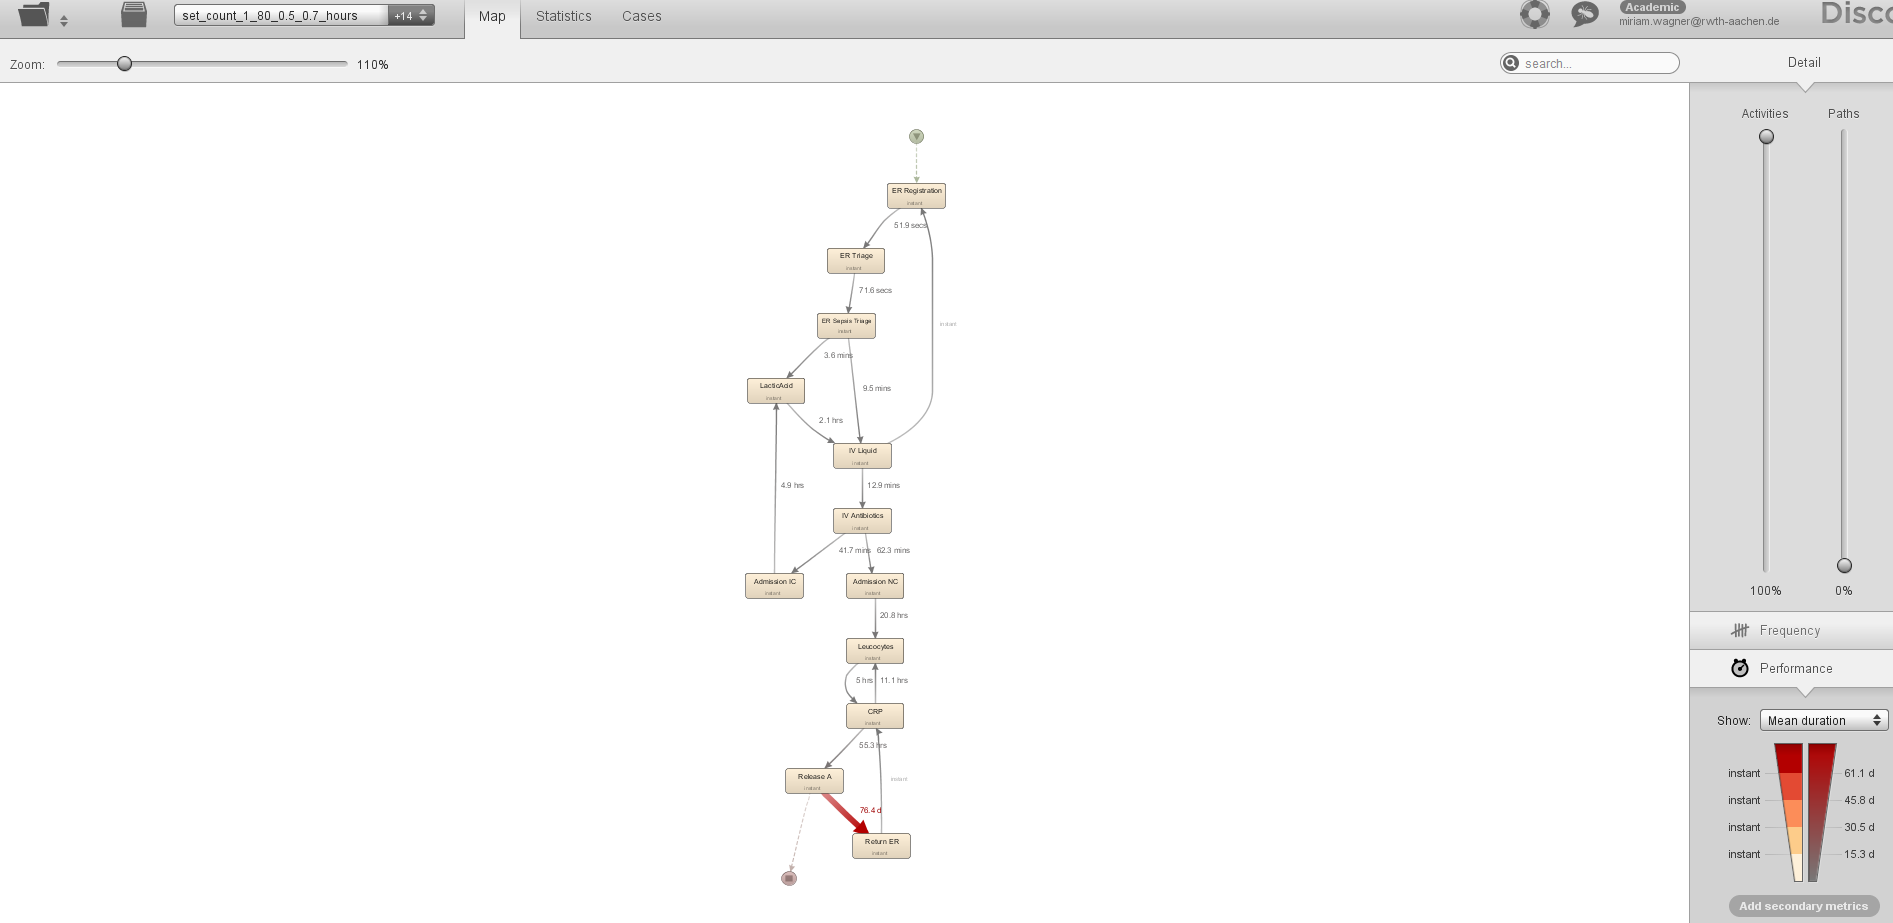 set_count_1_80_0.5_0.7_hours +14
Map Statistics Cases
Academic
miriam.wagner@rwth-aachen.de
Disco
Zoom: 110%
search...
Detail
Activities Paths
100% 0%
Frequency
Performance
Show: Mean duration
instant 61.1 d
instant 45.8 d
instant 30.5 d
instant 15.3 d
Add secondary metrics
ER Registration
instant
51.9 secs
ER Triage
instant
71.6 secs
ER Sepsis Triage
instant
instant
3.6 mins
LacticAcid
instant
9.5 mins
2.1 hrs
IV Liquid
instant
4.9 hrs
12.9 mins
IV Antibiotics
instant
41.7 mins 62.3 mins
Admission IC
instant
Admission NC
instant
20.8 hrs
Leucocytes
instant
5 hrs 11.1 hrs
CRP
instant
55.3 hrs
Release A
instant
instant
76.4 d
Return ER
instant